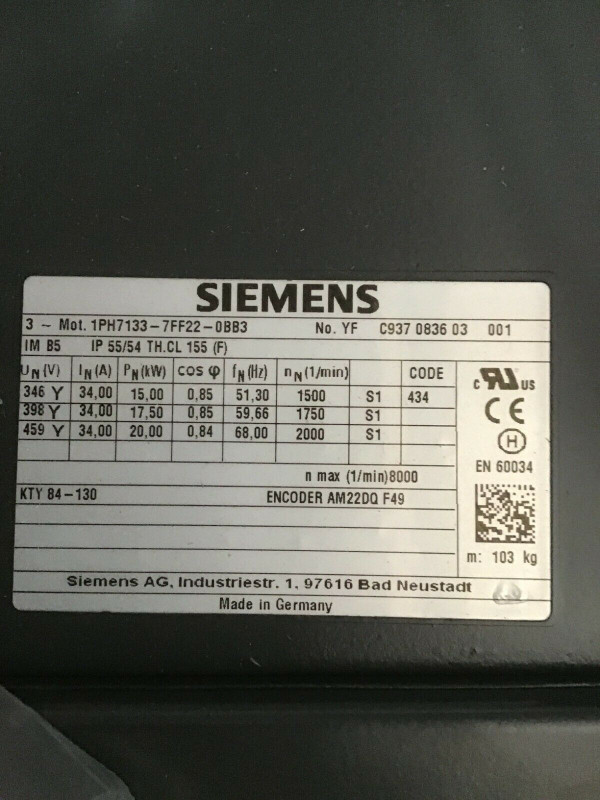 SIEMENS
3 ~ Mot. 1PH7133-7FF22-0BB3 No. YF C937 0836 03 001
IM B5 IP 55/54 TH.CL 155 (F)
UN (V) IN (A) PN (kW) cos φ fN (Hz) nN (1/min) CODE
346 Y 34,00 15,00 0,85 51,30 1500 S1 434
398 Y 34,00 17,50 0,85 59,66 1750 S1
459 Y 34,00 20,00 0,84 68,00 2000 S1
c RU US
CE
H
EN 60034
n max (1/min)8000
KTY 84-130 ENCODER AM22DQ F49
m: 103 kg
Siemens AG, Industriestr. 1, 97616 Bad Neustadt
Made in Germany